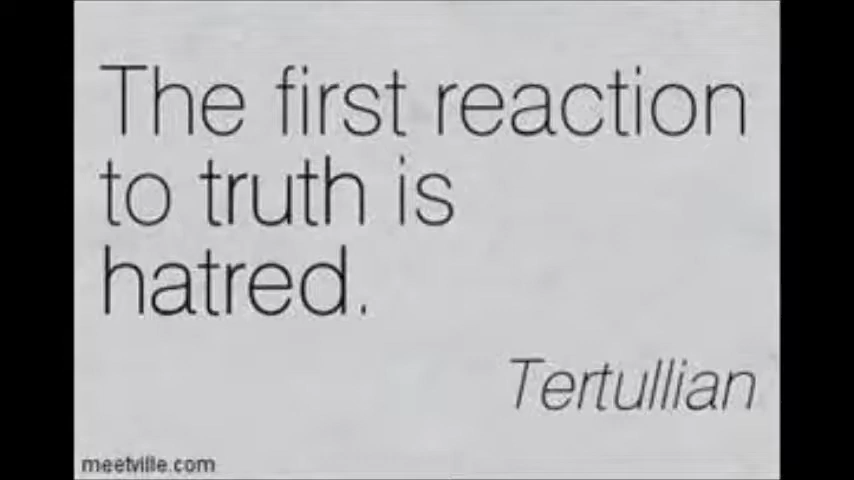 The first reaction
to truth is
hatred.
Tertullian
meetville.com